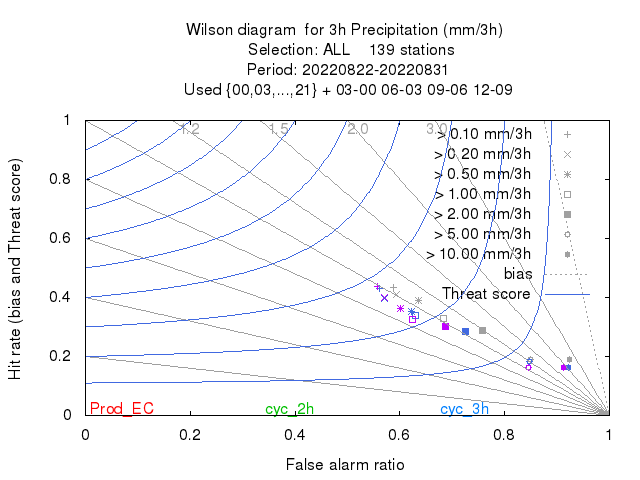 Wilson diagram  for 3h Precipitation (mm/3h)
Selection: ALL    139 stations
Period: 20220822-20220831
Used {00,03,...,21} + 03-00 06-03 09-06 12-09
1.2 1.5 2.0 3.0
> 0.10 mm/3h
> 0.20 mm/3h
> 0.50 mm/3h
> 1.00 mm/3h
> 2.00 mm/3h
> 5.00 mm/3h
> 10.00 mm/3h
bias
Threat score
1
0.8
0.6
0.4
0.2
0
Hit rate (bias and Threat score)
Prod_EC cyc_2h cyc_3h
0 0.2 0.4 0.6 0.8 1
False alarm ratio